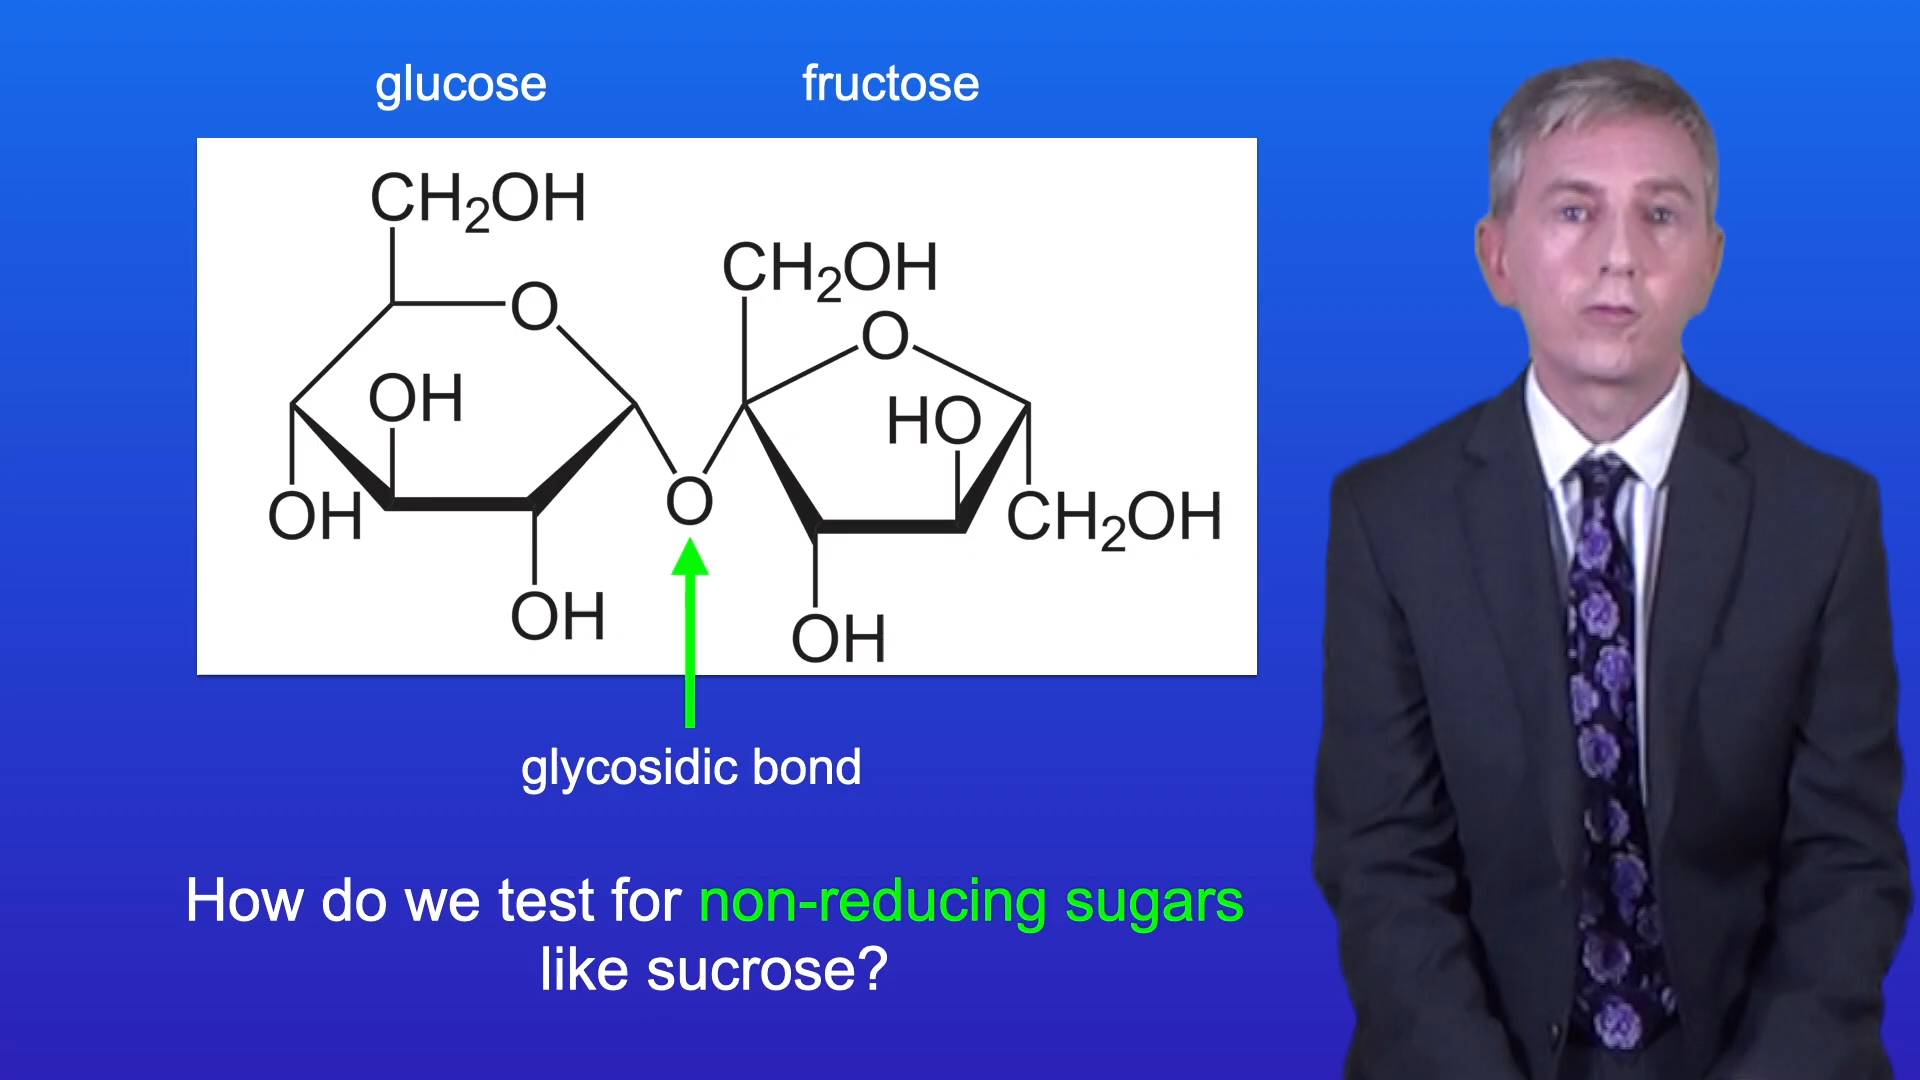 glucose fructose
CH₂OH
CH₂OH
O
O
OH
HO
O
OH
CH₂OH
OH
OH
glycosidic bond
How do we test for non-reducing sugars
like sucrose?